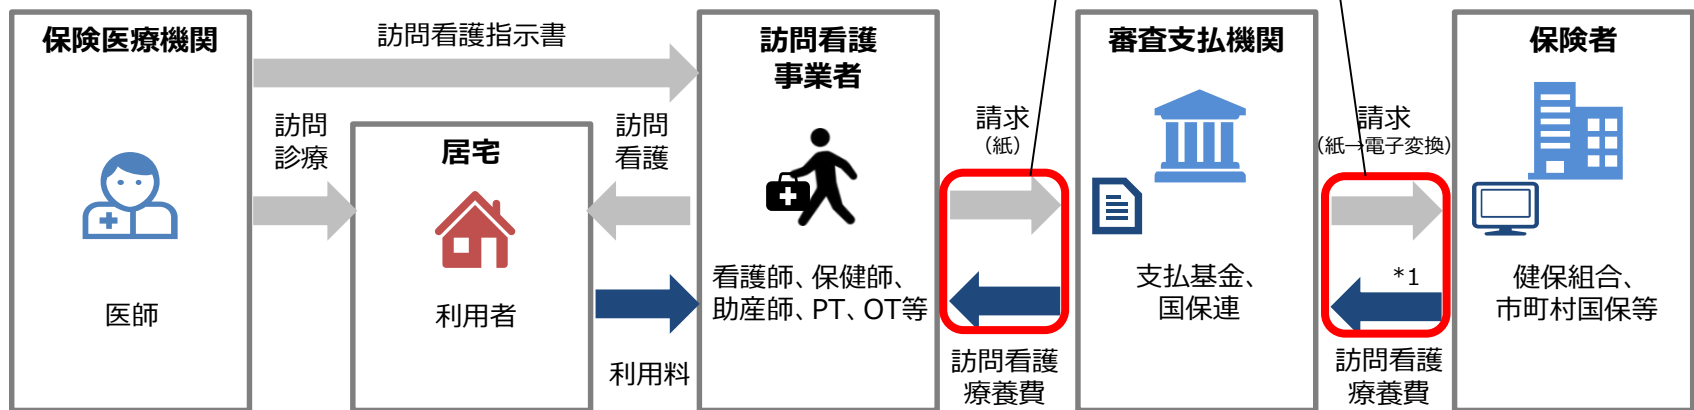 保険医療機関
訪問看護指示書
訪問看護
事業者
審査支払機関
保険者
訪問
診療
居宅
訪問
看護
請求
（紙）
請求
（紙→電子変換）
医師
利用者
看護師、保健師、
助産師、PT、OT等
支払基金、
国保連
*1
健保組合、
市町村国保等
利用料
訪問看護
療養費
訪問看護
療養費